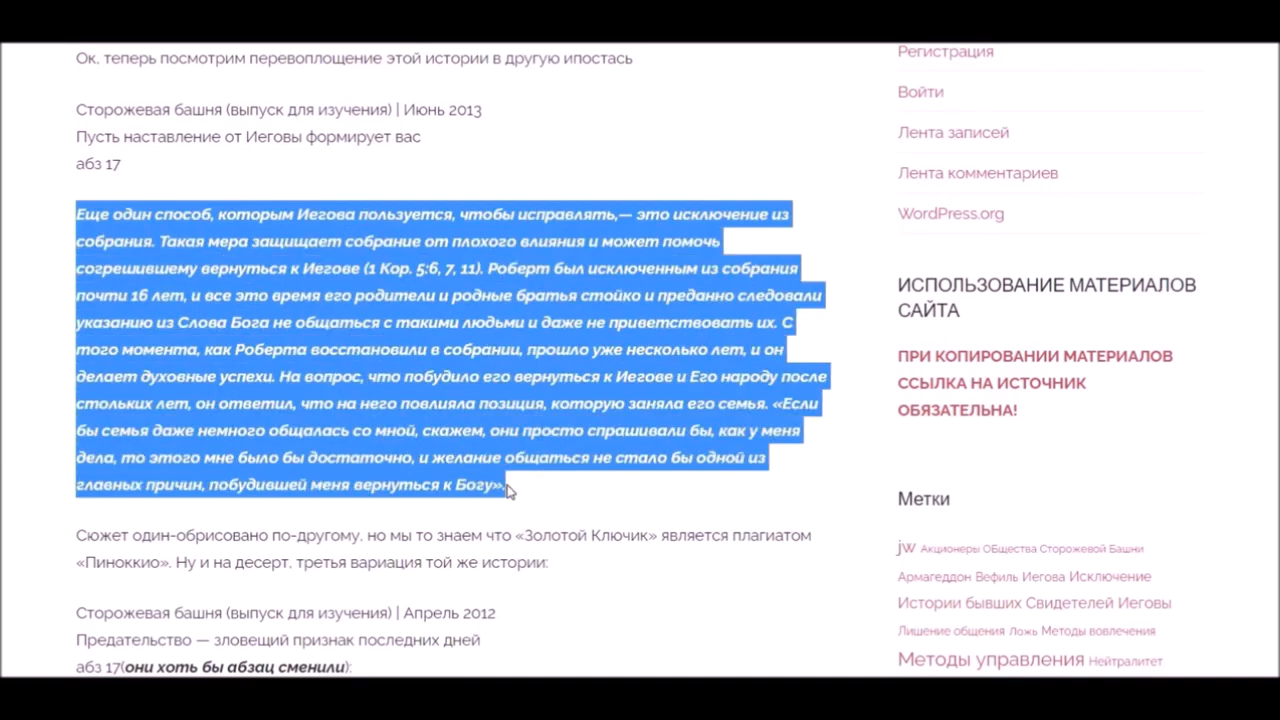 Ок, теперь посмотрим перевоплощение этой истории в другую ипостась
Сторожевая башня (выпуск для изучения) | Июнь 2013
Пусть наставление от Иеговы формирует вас
абз 17
Еще один способ, которым Иегова пользуется, чтобы исправлять,— это исключение из
собрания. Такая мера защищает собрание от плохого влияния и может помочь
согрешившему вернуться к Иегове (1 Кор. 5:6, 7, 11). Роберт был исключенным из собрания
почти 16 лет, и все это время его родители и родные братья стойко и преданно следовали
указанию из Слова Бога не общаться с такими людьми и даже не приветствовать их. С
того момента, как Роберта восстановили в собрании, прошло уже несколько лет, и он
делает духовные успехи. На вопрос, что побудило его вернуться к Иегове и Его народу после
стольких лет, он ответил, что на него повлияла позиция, которую заняла его семья. «Если
бы семья даже немного общалась со мной, скажем, они просто спрашивали бы, как у меня
дела, то этого мне было бы достаточно, и желание общаться не стало бы одной из
главных причин, побудившей меня вернуться к Богу».
Сюжет один-обрисовано по-другому, но мы то знаем что «Золотой Ключик» является плагиатом
«Пиноккио». Ну и на десерт, третья вариация той же истории:
Сторожевая башня (выпуск для изучения) | Апрель 2012
Предательство — зловещий признак последних дней
абз 17(они хоть бы абзац сменили):
Регистрация
Войти
Лента записей
Лента комментариев
WordPress.org
ИСПОЛЬЗОВАНИЕ МАТЕРИАЛОВ
САЙТА
ПРИ КОПИРОВАНИИ МАТЕРИАЛОВ
ССЫЛКА НА ИСТОЧНИК
ОБЯЗАТЕЛЬНА!
Метки
jw Акционеры ОБщества Сторожевой Башни
Армагеддон Вефиль Иегова Исключение
Истории бывших Свидетелей Иеговы
Лишение общения Ложь Методы вовлечения
Методы управления Нейтралитет